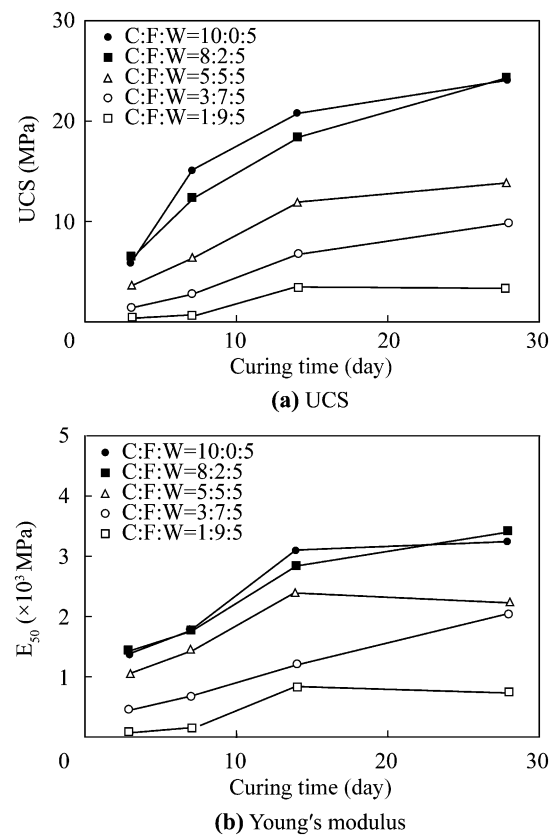 30
20
10
0
10
20
30
UCS (MPa)
C:F:W=10:0:5
C:F:W=8:2:5
C:F:W=5:5:5
C:F:W=3:7:5
C:F:W=1:9:5
Curing time (day)
(a) UCS
5
4
3
2
1
0
10
20
30
E50 (×10³ MPa)
C:F:W=10:0:5
C:F:W=8:2:5
C:F:W=5:5:5
C:F:W=3:7:5
C:F:W=1:9:5
Curing time (day)
(b) Young's modulus